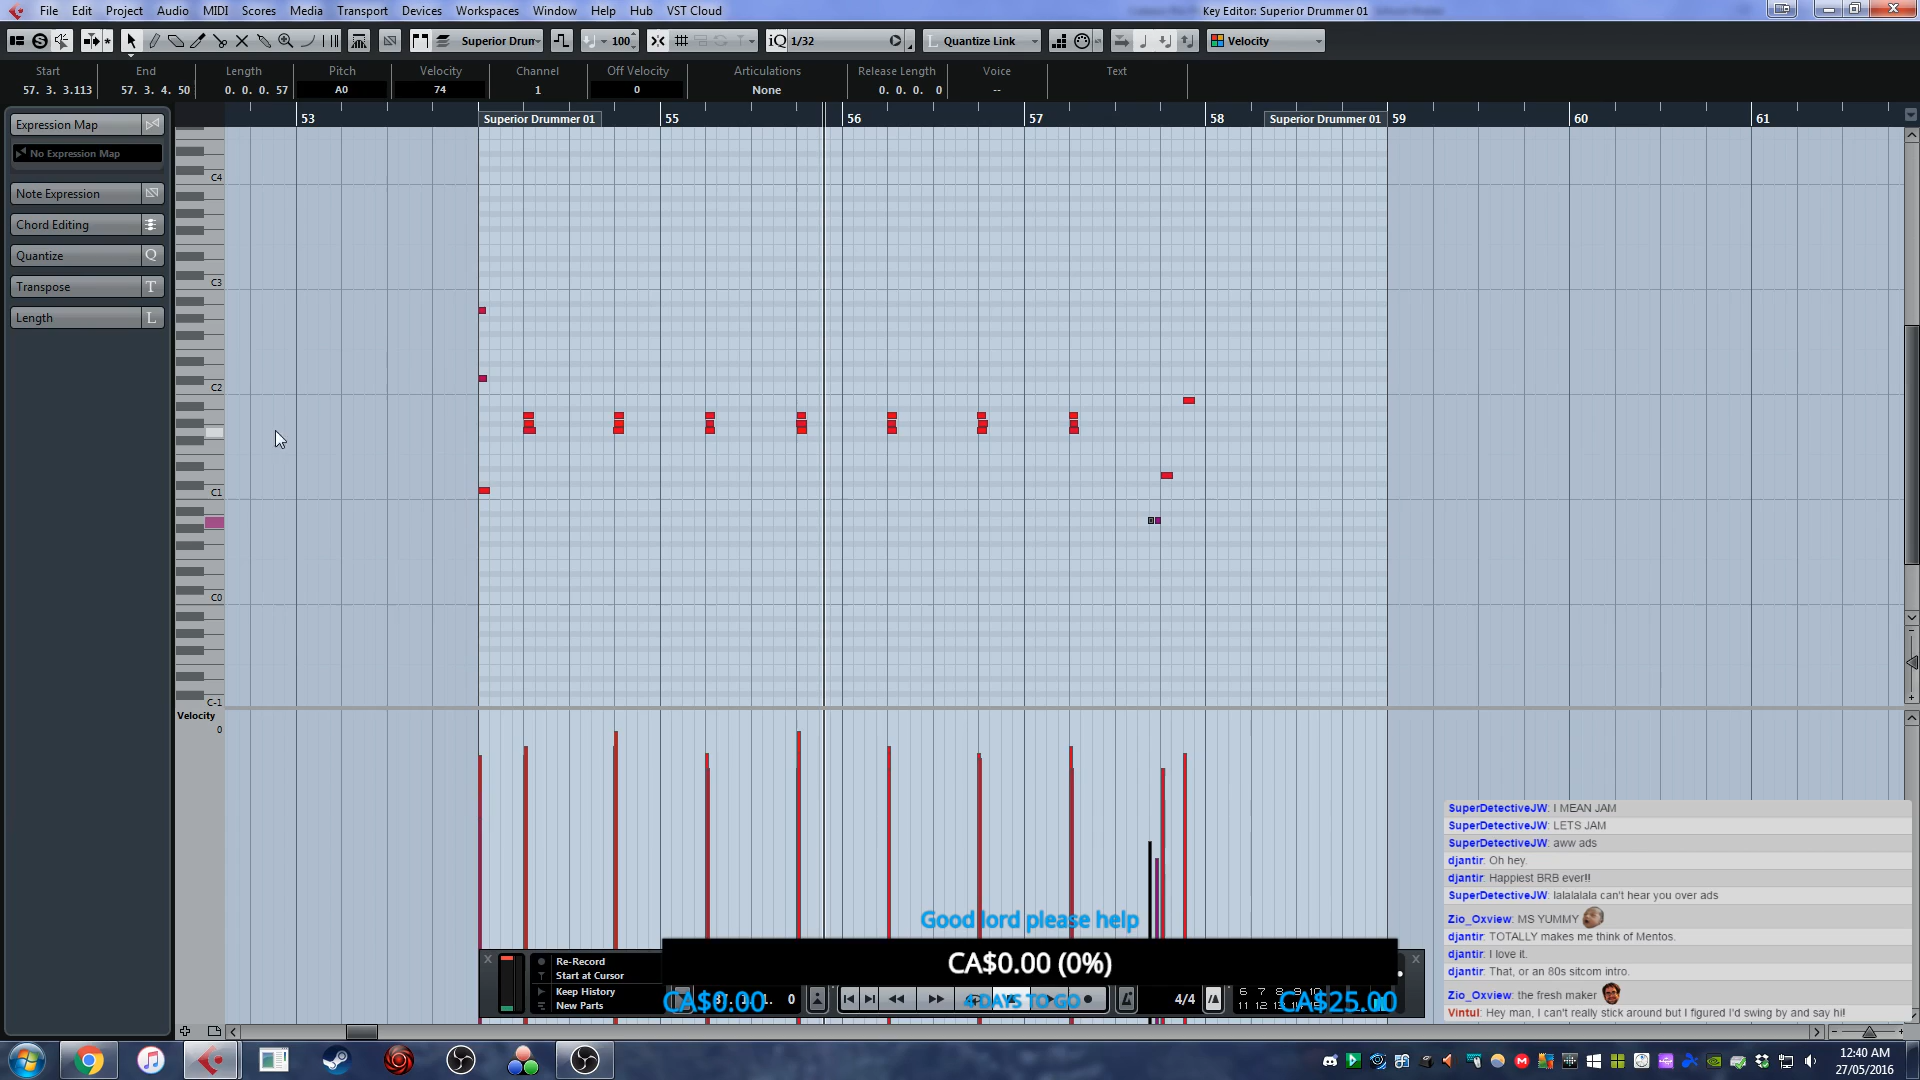 File Edit Project Audio MIDI Scores Media Transport Devices Workspaces Window Help Hub VST Cloud Key Editor: Superior Drummer 01
Superior Drum 100 iQ 1/32 L Quantize Link Velocity
Start End Length Pitch Velocity Channel Off Velocity Articulations Release Length Voice Text
57. 3. 3.113 57. 3. 4. 50 0. 0. 0. 57 A0 74 1 0 None 0. 0. 0. 0 --
Expression Map
No Expression Map
Note Expression
Chord Editing
Quantize Q
Transpose T
Length L
53 Superior Drummer 01 55 56 57 58 Superior Drummer 01 59 60 61
C4
C3
C2
C1
C0
C-1
Velocity
0
SuperDetectiveJW: I MEAN JAM
SuperDetectiveJW: LETS JAM
SuperDetectiveJW: aww ads
djantir: Oh hey.
djantir: Happiest BRB ever!!
SuperDetectiveJW: lalalalala can't hear you over ads
Zio_Oxview: MS YUMMY
djantir: TOTALLY makes me think of Mentos.
djantir: I love it.
djantir: That, or an 80s sitcom intro.
Zio_Oxview: the fresh maker
Vintul: Hey man, I can't really stick around but I figured I'd swing by and say hi!
Good lord please help
CA$0.00 (0%)
CA$0.00 DAYS TO GO CA$25.00
Re-Record
Start at Cursor
Keep History
New Parts
4/4
12:40 AM
27/05/2016